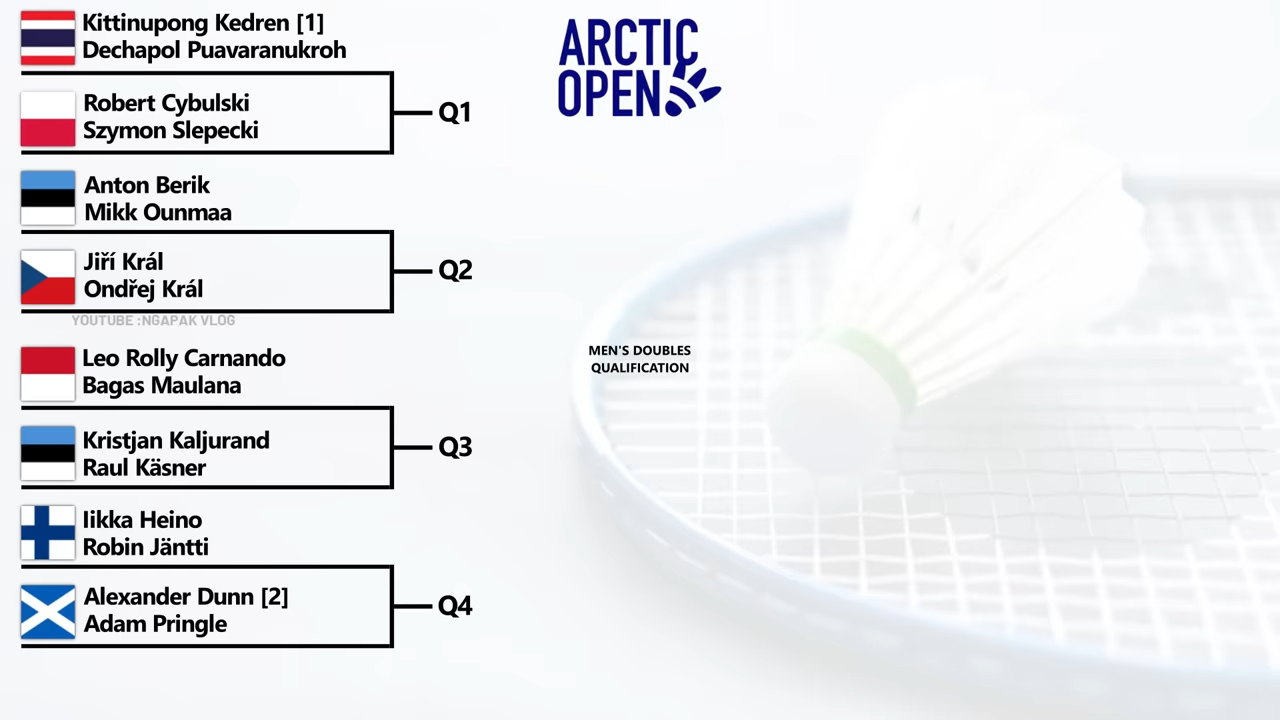 Kittinupong Kedren [1]
Dechapol Puavaranukroh
Robert Cybulski
Szymon Slepecki
Q1
Anton Berik
Mikk Ounmaa
Jiří Král
Ondřej Král
Q2
YOUTUBE :NGAPAK VLOG
Leo Rolly Carnando
Bagas Maulana
Kristjan Kaljurand
Raul Käsner
Q3
Iikka Heino
Robin Jäntti
Alexander Dunn [2]
Adam Pringle
Q4
ARCTIC
OPEN
MEN'S DOUBLES
QUALIFICATION